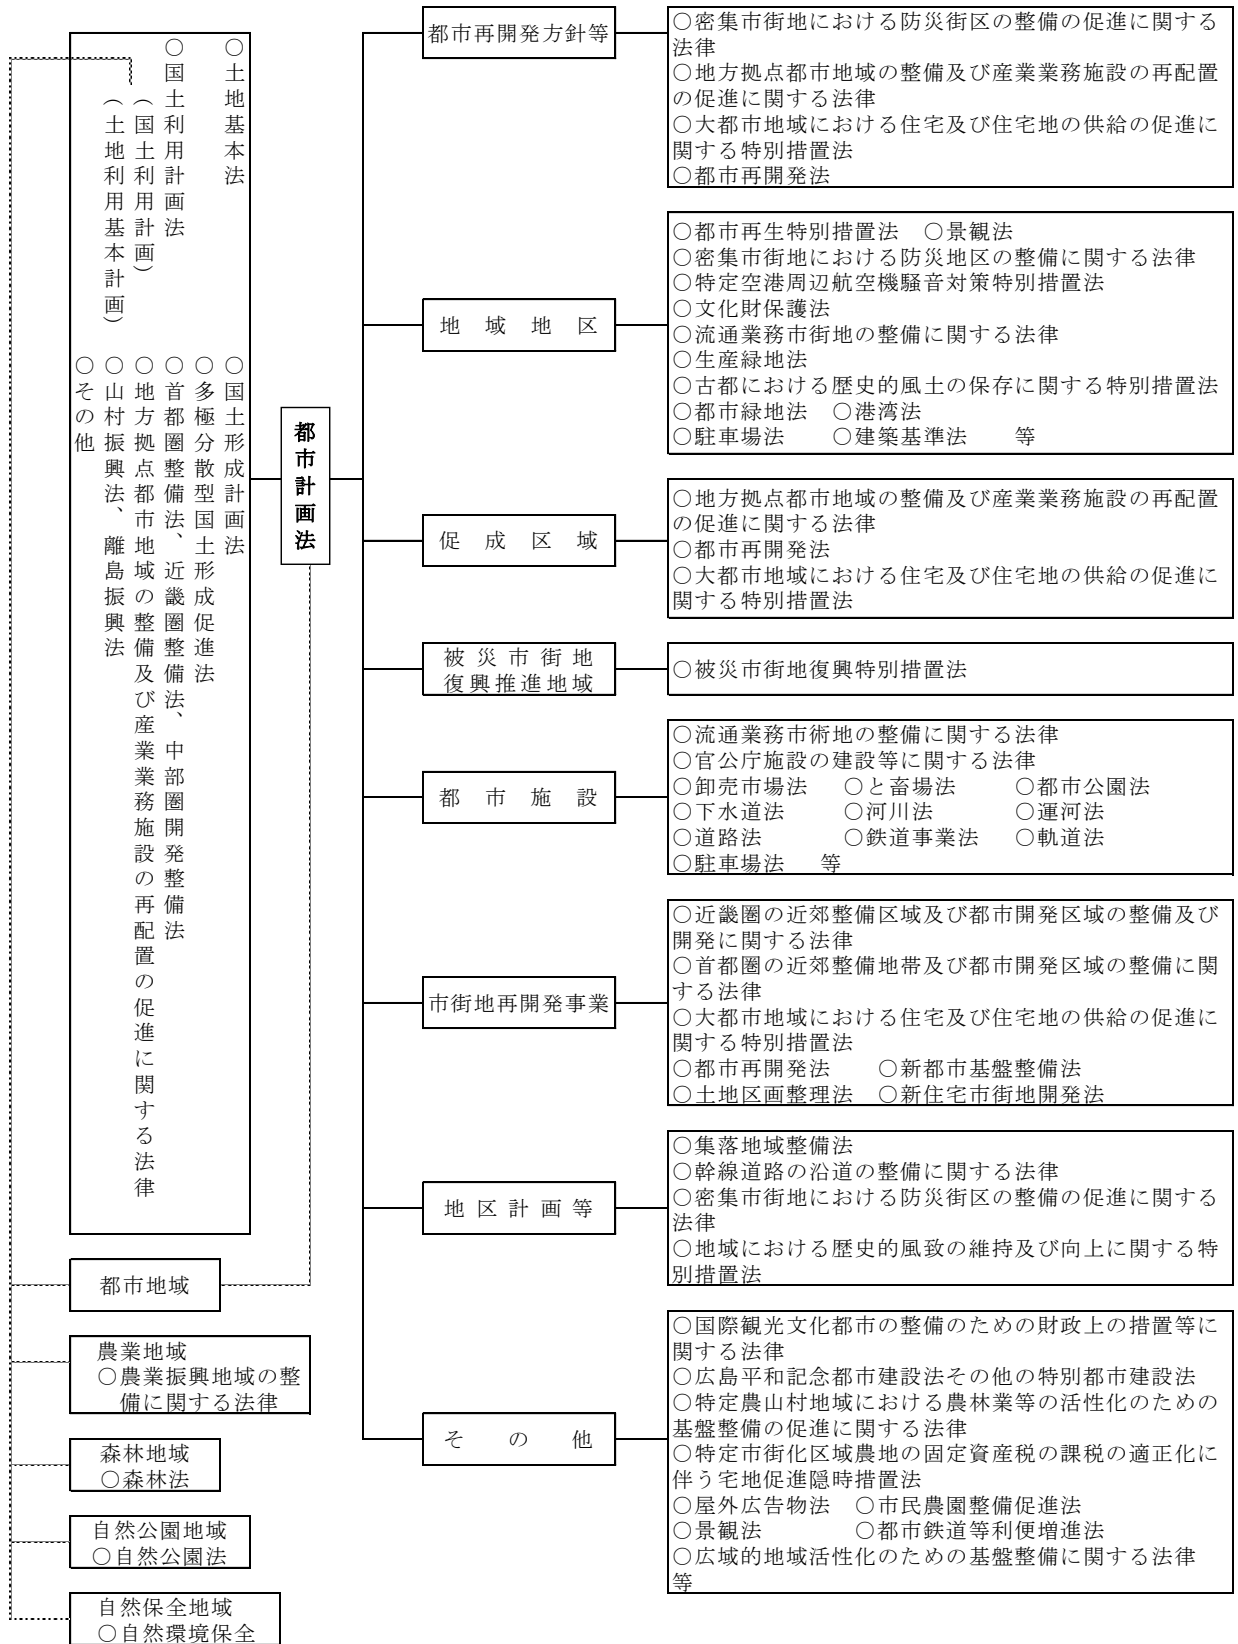 ○土地基本法
○国土利用計画法
(国土利用計画)
(土地利用基本計画)
○国土形成計画法
○多極分散型国土形成促進法
○首都圏整備法、近畿圏整備法、中部圏開発整備法
○地方拠点都市地域の整備及び産業業務施設の再配置の促進に関する法律
○山村振興法、離島振興法
○その他
都市計画法
都市地域
農業地域
○農業振興地域の整
備に関する法律
森林地域
○森林法
自然公園地域
○自然公園法
自然保全地域
○自然環境保全
都市再開発方針等
○密集市街地における防災街区の整備の促進に関する
法律
○地方拠点都市地域の整備及び産業業務施設の再配置
の促進に関する法律
○大都市地域における住宅及び住宅地の供給の促進に
関する特別措置法
○都市再開発法
地域地区
○都市再生特別措置法 ○景観法
○密集市街地における防災地区の整備に関する法律
○特定空港周辺航空機騒音対策特別措置法
○文化財保護法
○流通業務市街地の整備に関する法律
○生産緑地法
○古都における歴史的風土の保存に関する特別措置法
○都市緑地法 ○港湾法
○駐車場法 ○建築基準法 等
促成区域
○地方拠点都市地域の整備及び産業業務施設の再配置
の促進に関する法律
○都市再開発法
○大都市地域における住宅及び住宅地の供給の促進に
関する特別措置法
被災市街地
復興推進地域
○被災市街地復興特別措置法
都市施設
○流通業務市術地の整備に関する法律
○官公庁施設の建設等に関する法律
○卸売市場法 ○と畜場法 ○都市公園法
○下水道法 ○河川法 ○運河法
○道路法 ○鉄道事業法 ○軌道法
○駐車場法 等
市街地再開発事業
○近畿圏の近郊整備区域及び都市開発区域の整備及び
開発に関する法律
○首都圏の近郊整備地帯及び都市開発区域の整備に関
する法律
○大都市地域における住宅及び住宅地の供給の促進に
関する特別措置法
○都市再開発法 ○新都市基盤整備法
○土地区画整理法 ○新住宅市街地開発法
地区計画等
○集落地域整備法
○幹線道路の沿道の整備に関する法律
○密集市街地における防災街区の整備の促進に関する
法律
○地域における歴史的風致の維持及び向上に関する特
別措置法
その他
○国際観光文化都市の整備のための財政上の措置等に
関する法律
○広島平和記念都市建設法その他の特別都市建設法
○特定農山村地域における農林業等の活性化のための
基盤整備の促進に関する法律
○特定市街化区域農地の固定資産税の課税の適正化に
伴う宅地促進隠時措置法
○屋外広告物法 ○市民農園整備促進法
○景観法 ○都市鉄道等利便増進法
○広域的地域活性化のための基盤整備に関する法律
等